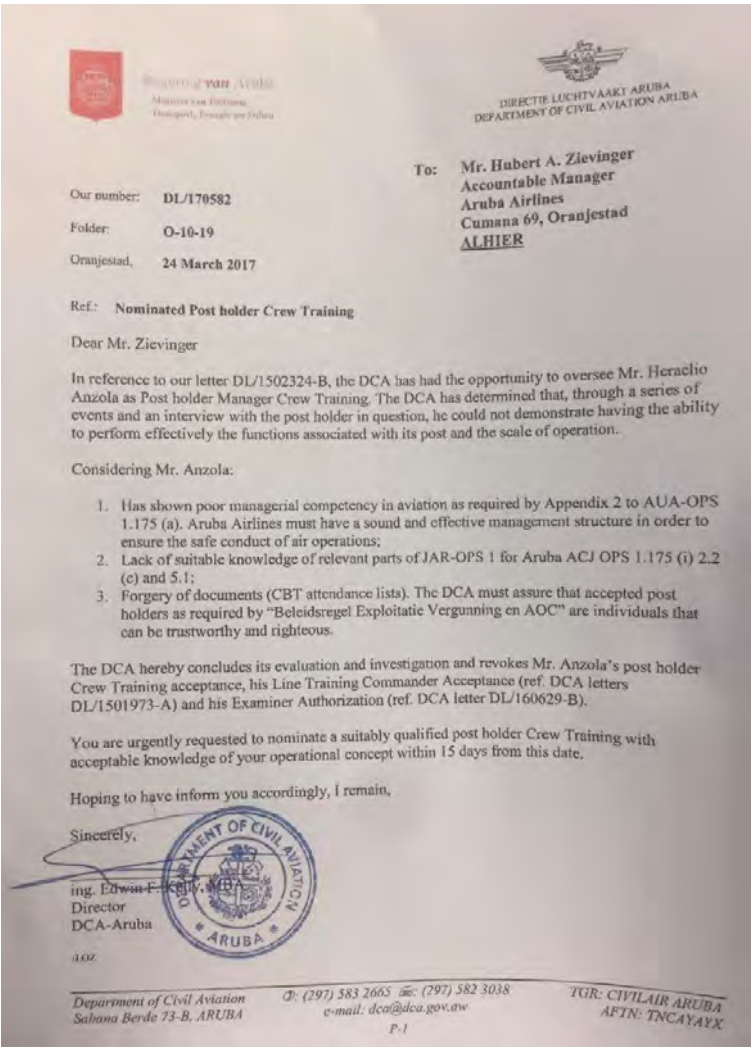 Regering van Aruba
Transport, Energie en Milieu
DIRECTIE LUCHTVAAKT ARUBA
DEPARTMENT OF CIVIL AVIATION ARUBA
To: Mr. Hubert A. Zievinger
Accountable Manager
Aruba Airlines
Cumana 69, Oranjestad
ALHIER
Our number: DL/170582
Folder: O-10-19
Oranjestad, 24 March 2017
Ref.: Nominated Post holder Crew Training
Dear Mr. Zievinger
In reference to our letter DL/1502324-B, the DCA has had the opportunity to oversee Mr. Heraclio
Anzola as Post holder Manager Crew Training. The DCA has determined that, through a series of
events and an interview with the post holder in question, he could not demonstrate having the ability
to perform effectively the functions associated with its post and the scale of operation.
Considering Mr. Anzola:
1. Has shown poor managerial competency in aviation as required by Appendix 2 to AUA-OPS
1.175 (a). Aruba Airlines must have a sound and effective management structure in order to
ensure the safe conduct of air operations;
2. Lack of suitable knowledge of relevant parts of JAR-OPS 1 for Aruba ACJ OPS 1.175 (i) 2.2
(c) and 5.1;
3. Forgery of documents (CBT attendance lists). The DCA must assure that accepted post
holders as required by “Beleidsregel Exploitatie Vergunning en AOC” are individuals that
can be trustworthy and righteous.
The DCA hereby concludes its evaluation and investigation and revokes Mr. Anzola's post holder
Crew Training acceptance, his Line Training Commander Acceptance (ref. DCA letters
DL/1501973-A) and his Examiner Authorization (ref. DCA letter DL/160629-B).
You are urgently requested to nominate a suitably qualified post holder Crew Training with
acceptable knowledge of your operational concept within 15 days from this date.
Hoping to have inform you accordingly, I remain,
Sincerely,
ing. Edwin F. Kelly, MBA
Director
DCA-Aruba
DEPARTMENT OF CIVIL AVIATION
ARUBA
Department of Civil Aviation
Sabana Berde 73-B, ARUBA
(297) 583 2665 (297) 582 3038
e-mail: dca@dca.gov.aw
P-1
TGR: CIVILAIR ARUBA
AFTN: TNCAYAYX